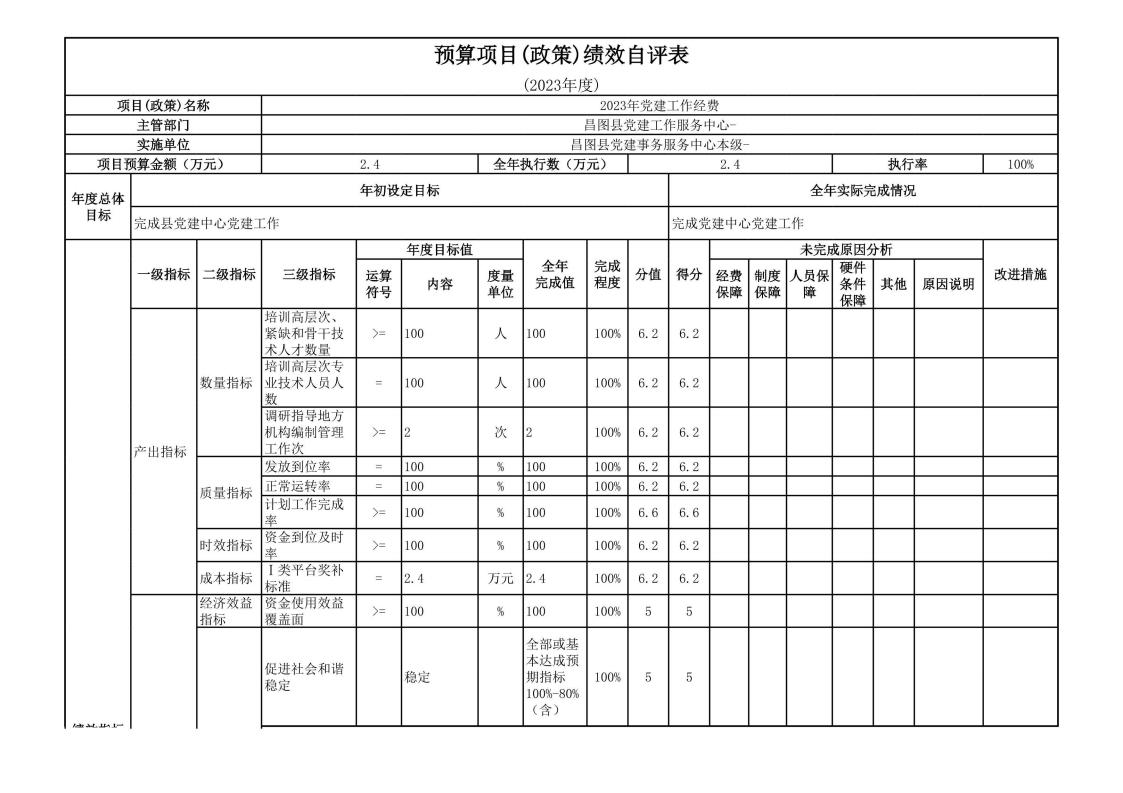 预算项目(政策)绩效自评表
(2023年度)
项目(政策)名称 2023年党建工作经费
主管部门 昌图县党建工作服务中心-
实施单位 昌图县党建事务服务中心本级-
项目预算金额（万元） 2.4 全年执行数（万元） 2.4 执行率 100%
年度总体
目标
年初设定目标 全年实际完成情况
完成县党建中心党建工作 完成党建中心党建工作
一级指标 二级指标 三级指标
年度目标值
运算
符号
内容
度量
单位
全年
完成值
完成
程度
分值 得分
未完成原因分析
经费
保障
制度
保障
人员保
障
硬件
条件
保障
其他 原因说明
改进措施
产出指标
数量指标
培训高层次、
紧缺和骨干技
术人才数量
>= 100 人 100 100% 6.2 6.2
培训高层次专
业技术人员人
数
= 100 人 100 100% 6.2 6.2
调研指导地方
机构编制管理
工作次
>= 2 次 2 100% 6.2 6.2
质量指标
发放到位率 = 100 % 100 100% 6.2 6.2
正常运转率 = 100 % 100 100% 6.2 6.2
计划工作完成
率
>= 100 % 100 100% 6.6 6.6
时效指标
资金到位及时
率
>= 100 % 100 100% 6.2 6.2
成本指标
Ⅰ类平台奖补
标准
= 2.4 万元 2.4 100% 6.2 6.2
经济效益
指标
资金使用效益
覆盖面
>= 100 % 100 100% 5 5
促进社会和谐
稳定
稳定
全部或基
本达成预
期指标
100%-80%
（含）
100% 5 5
绩效指标